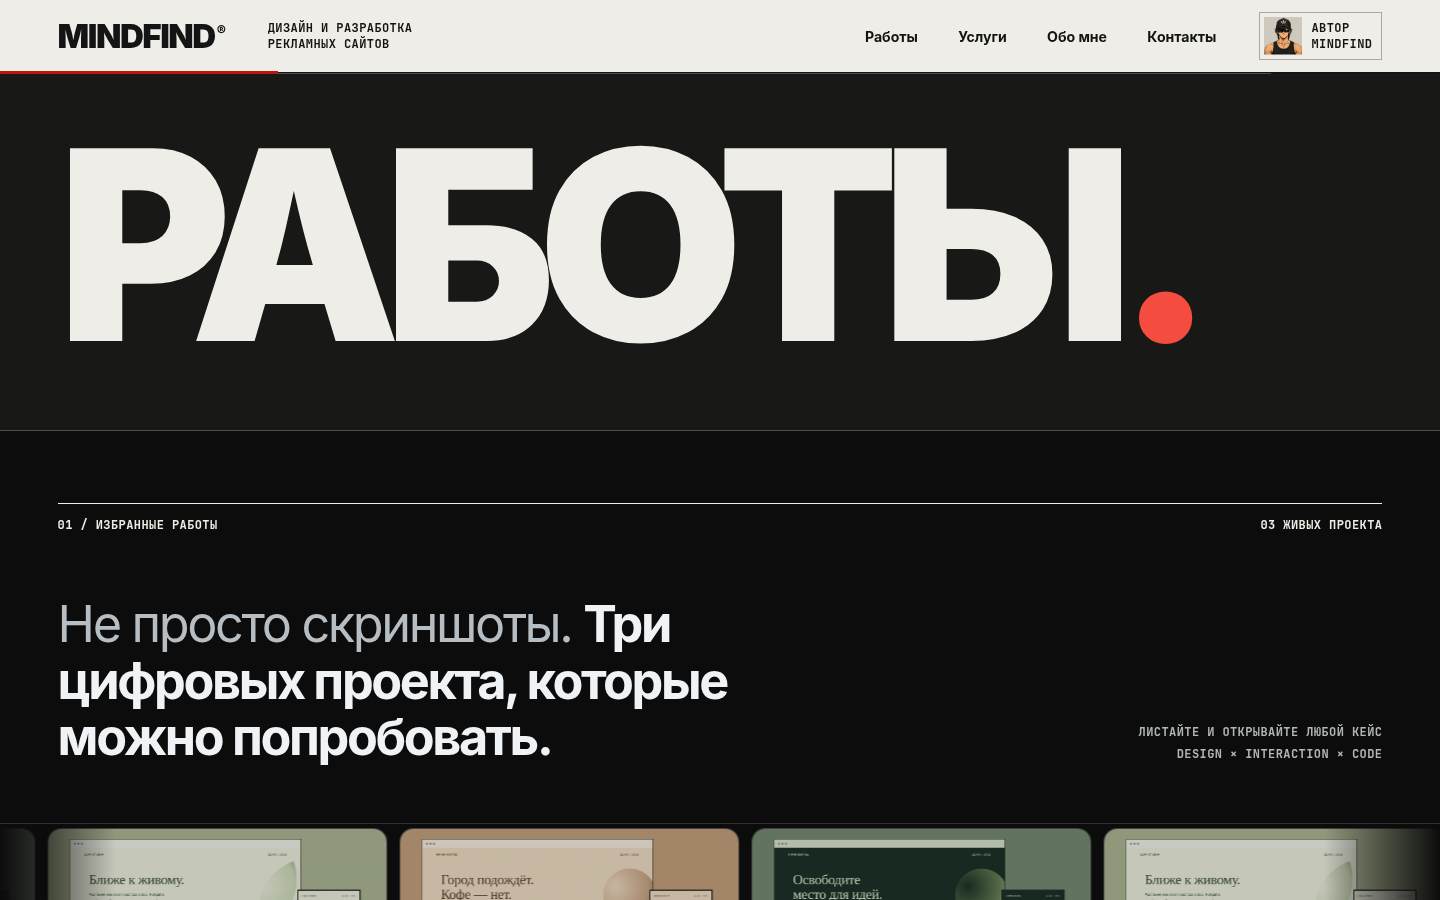 MINDFIND®
ДИЗАЙН И РАЗРАБОТКА
РЕКЛАМНЫХ САЙТОВ
Работы
Услуги
Обо мне
Контакты
АВТОР
MINDFIND
РАБОТЫ.
01 / ИЗБРАННЫЕ РАБОТЫ
03 ЖИВЫХ ПРОЕКТА
Не просто скриншоты. Три
цифровых проекта, которые
можно попробовать.
ЛИСТАЙТЕ И ОТКРЫВАЙТЕ ЛЮБОЙ КЕЙС
DESIGN × INTERACTION × CODE
Ближе к живому.
Город подождёт.
Кофе — нет.
Освободите
место для идей.
Ближе к живому.